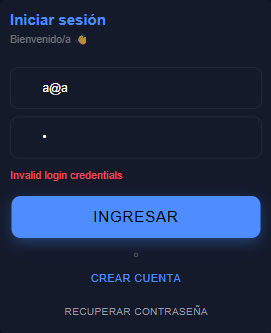 Iniciar sesión
Bienvenido/a 👏
a@a
•
Invalid login credentials
INGRESAR
o
CREAR CUENTA
RECUPERAR CONTRASEÑA